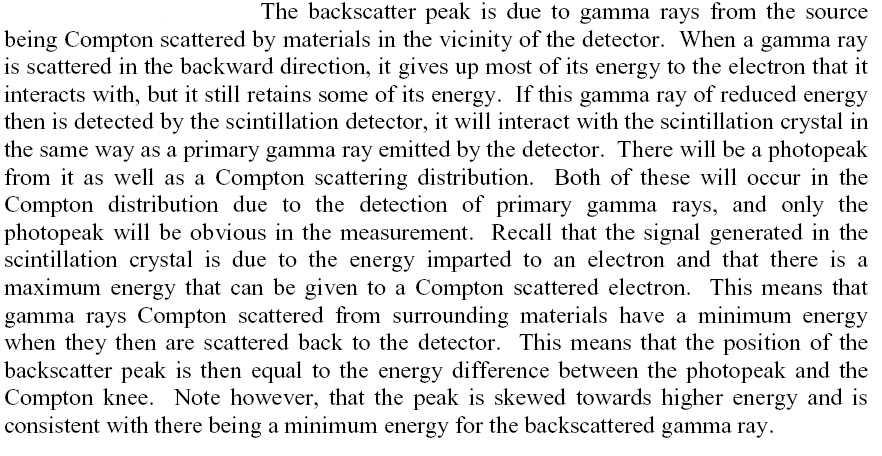 The backscatter peak is due to gamma rays from the source
being Compton scattered by materials in the vicinity of the detector. When a gamma ray
is scattered in the backward direction, it gives up most of its energy to the electron that it
interacts with, but it still retains some of its energy. If this gamma ray of reduced energy
then is detected by the scintillation detector, it will interact with the scintillation crystal in
the same way as a primary gamma ray emitted by the detector. There will be a photopeak
from it as well as a Compton scattering distribution. Both of these will occur in the
Compton distribution due to the detection of primary gamma rays, and only the
photopeak will be obvious in the measurement. Recall that the signal generated in the
scintillation crystal is due to the energy imparted to an electron and that there is a
maximum energy that can be given to a Compton scattered electron. This means that
gamma rays Compton scattered from surrounding materials have a minimum energy
when they then are scattered back to the detector. This means that the position of the
backscatter peak is then equal to the energy difference between the photopeak and the
Compton knee. Note however, that the peak is skewed towards higher energy and is
consistent with there being a minimum energy for the backscattered gamma ray.